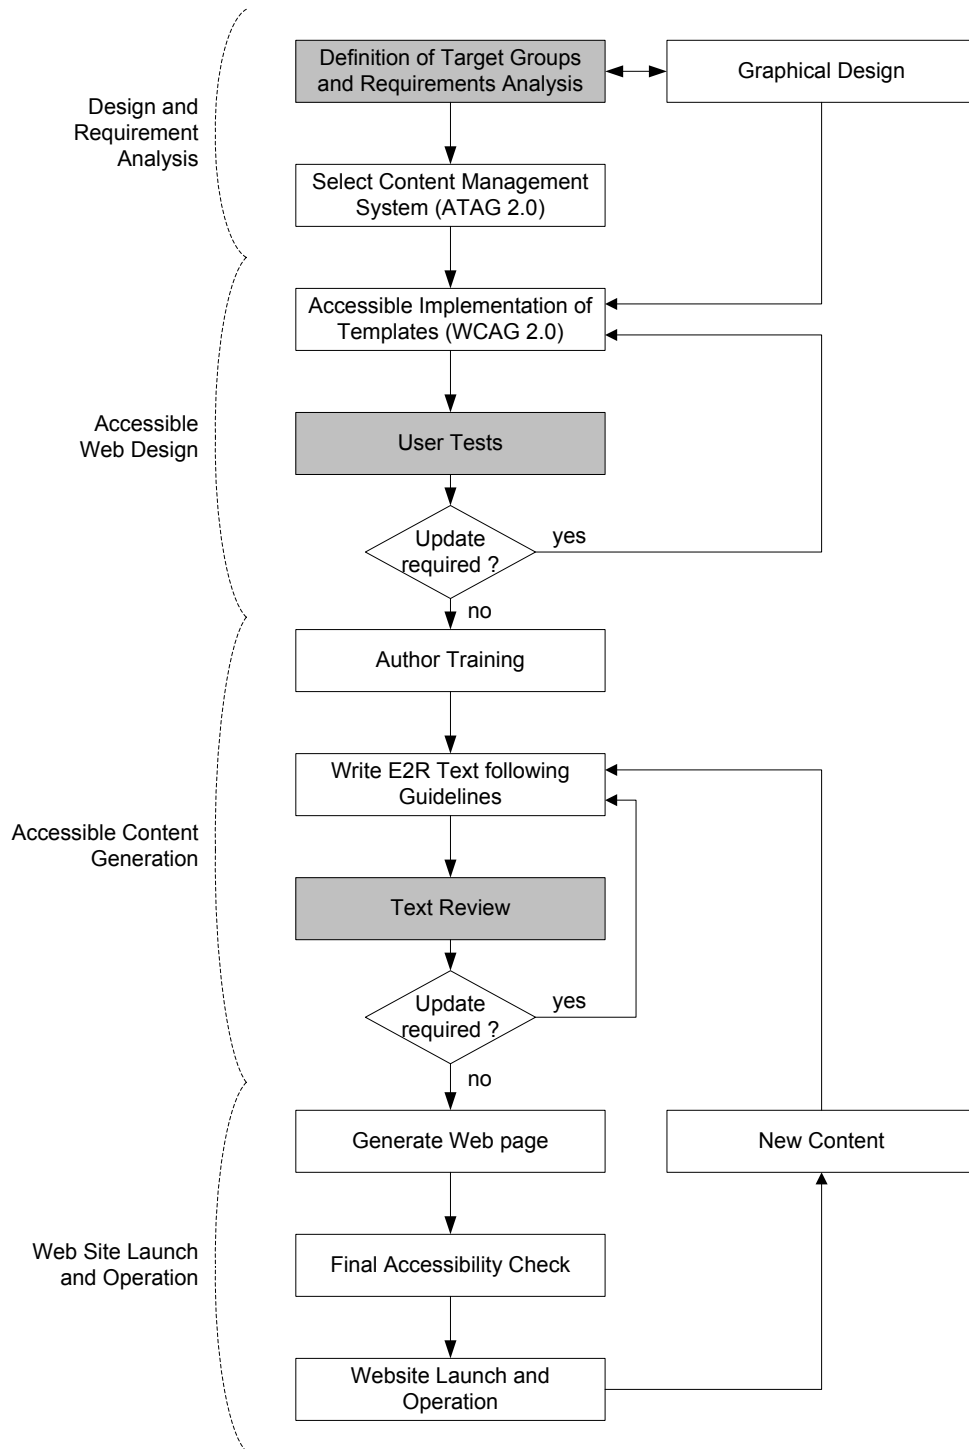 Definition of Target Groups
and Requirements Analysis
Graphical Design
Design and
Requirement
Analysis
Select Content Management
System (ATAG 2.0)
Accessible Implementation of
Templates (WCAG 2.0)
Accessible
Web Design
User Tests
Update
required ?
yes
no
Author Training
Write E2R Text following
Guidelines
Accessible Content
Generation
Text Review
Update
required ?
yes
no
Generate Web page
New Content
Web Site Launch
and Operation
Final Accessibility Check
Website Launch and
Operation